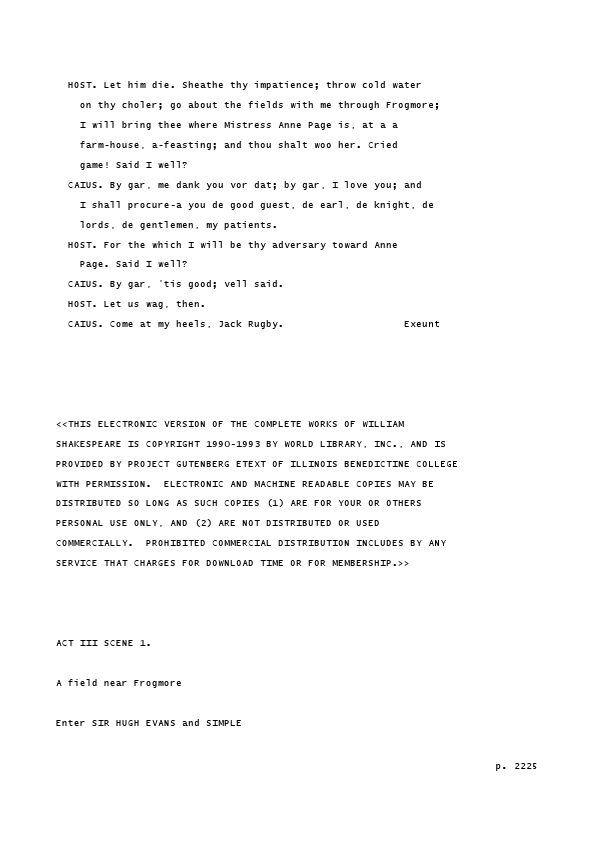 HOST. Let him die. Sheathe thy impatience; throw cold water
on thy choler; go about the fields with me through Frogmore;
I will bring thee where Mistress Anne Page is, at a a
farm-house, a-feasting; and thou shalt woo her. Cried
game! Said I well?
CAIUS. By gar, me dank you vor dat; by gar, I love you; and
I shall procure-a you de good guest, de earl, de knight, de
lords, de gentlemen, my patients.
HOST. For the which I will be thy adversary toward Anne
Page. Said I well?
CAIUS. By gar, 'tis good; vell said.
HOST. Let us wag, then.
CAIUS. Come at my heels, Jack Rugby. Exeunt
<<THIS ELECTRONIC VERSION OF THE COMPLETE WORKS OF WILLIAM
SHAKESPEARE IS COPYRIGHT 1990-1993 BY WORLD LIBRARY, INC., AND IS
PROVIDED BY PROJECT GUTENBERG ETEXT OF ILLINOIS BENEDICTINE COLLEGE
WITH PERMISSION. ELECTRONIC AND MACHINE READABLE COPIES MAY BE
DISTRIBUTED SO LONG AS SUCH COPIES (1) ARE FOR YOUR OR OTHERS
PERSONAL USE ONLY, AND (2) ARE NOT DISTRIBUTED OR USED
COMMERCIALLY. PROHIBITED COMMERCIAL DISTRIBUTION INCLUDES BY ANY
SERVICE THAT CHARGES FOR DOWNLOAD TIME OR FOR MEMBERSHIP.>>
ACT III SCENE 1.
A field near Frogmore
Enter SIR HUGH EVANS and SIMPLE
p. 2225